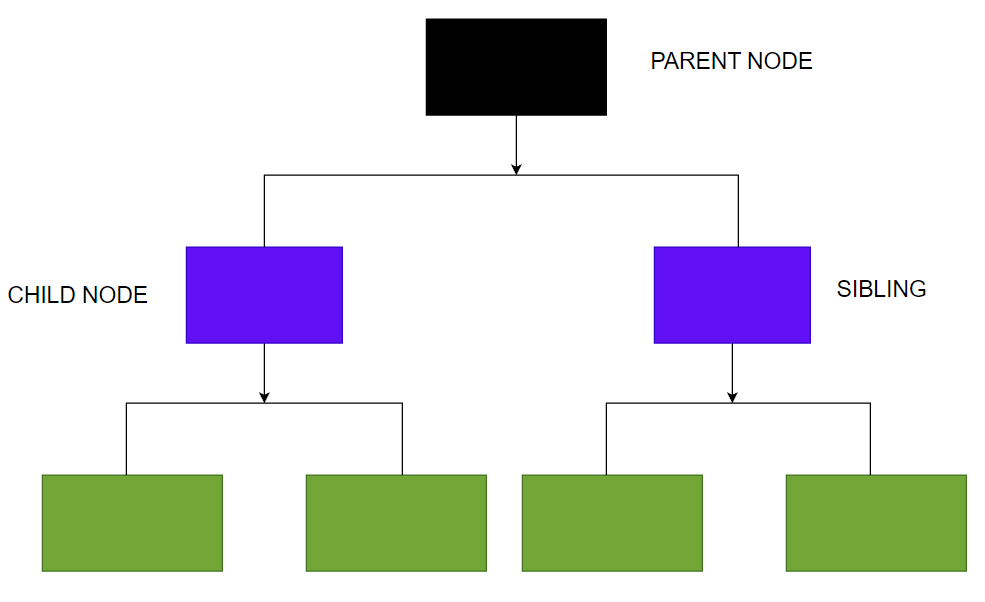 PARENT NODE
CHILD NODE
SIBLING